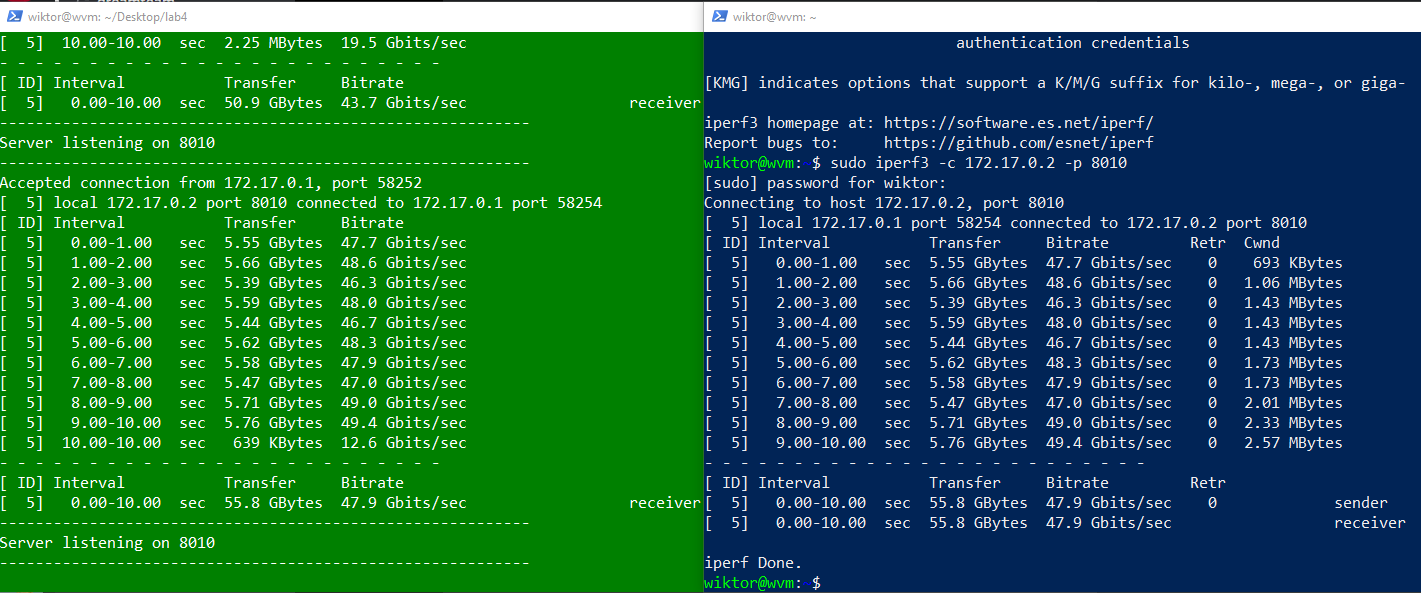 wiktor@wvm: ~/Desktop/lab4
[  5]  10.00-10.00  sec  2.25 MBytes  19.5 Gbits/sec
- - - - - - - - - - - - - - - - - - - - - - - - -
[ ID] Interval           Transfer     Bitrate
[  5]   0.00-10.00  sec  50.9 GBytes  43.7 Gbits/sec                  receiver
-----------------------------------------------------------
Server listening on 8010
-----------------------------------------------------------
Accepted connection from 172.17.0.1, port 58252
[  5] local 172.17.0.2 port 8010 connected to 172.17.0.1 port 58254
[ ID] Interval           Transfer     Bitrate
[  5]   0.00-1.00   sec  5.55 GBytes  47.7 Gbits/sec
[  5]   1.00-2.00   sec  5.66 GBytes  48.6 Gbits/sec
[  5]   2.00-3.00   sec  5.39 GBytes  46.3 Gbits/sec
[  5]   3.00-4.00   sec  5.59 GBytes  48.0 Gbits/sec
[  5]   4.00-5.00   sec  5.44 GBytes  46.7 Gbits/sec
[  5]   5.00-6.00   sec  5.62 GBytes  48.3 Gbits/sec
[  5]   6.00-7.00   sec  5.58 GBytes  47.9 Gbits/sec
[  5]   7.00-8.00   sec  5.47 GBytes  47.0 Gbits/sec
[  5]   8.00-9.00   sec  5.71 GBytes  49.0 Gbits/sec
[  5]   9.00-10.00  sec  5.76 GBytes  49.4 Gbits/sec
[  5]  10.00-10.00  sec   639 KBytes  12.6 Gbits/sec
- - - - - - - - - - - - - - - - - - - - - - - - -
[ ID] Interval           Transfer     Bitrate
[  5]   0.00-10.00  sec  55.8 GBytes  47.9 Gbits/sec                  receiver
-----------------------------------------------------------
Server listening on 8010
-----------------------------------------------------------
wiktor@wvm: ~
authentication credentials
[KMG] indicates options that support a K/M/G suffix for kilo-, mega-, or giga-
iperf3 homepage at: https://software.es.net/iperf/
Report bugs to:     https://github.com/esnet/iperf
wiktor@wvm:~$ sudo iperf3 -c 172.17.0.2 -p 8010
[sudo] password for wiktor:
Connecting to host 172.17.0.2, port 8010
[  5] local 172.17.0.1 port 58254 connected to 172.17.0.2 port 8010
[ ID] Interval           Transfer     Bitrate         Retr  Cwnd
[  5]   0.00-1.00   sec  5.55 GBytes  47.7 Gbits/sec    0    693 KBytes
[  5]   1.00-2.00   sec  5.66 GBytes  48.6 Gbits/sec    0   1.06 MBytes
[  5]   2.00-3.00   sec  5.39 GBytes  46.3 Gbits/sec    0   1.43 MBytes
[  5]   3.00-4.00   sec  5.59 GBytes  48.0 Gbits/sec    0   1.43 MBytes
[  5]   4.00-5.00   sec  5.44 GBytes  46.7 Gbits/sec    0   1.43 MBytes
[  5]   5.00-6.00   sec  5.62 GBytes  48.3 Gbits/sec    0   1.73 MBytes
[  5]   6.00-7.00   sec  5.58 GBytes  47.9 Gbits/sec    0   1.73 MBytes
[  5]   7.00-8.00   sec  5.47 GBytes  47.0 Gbits/sec    0   2.01 MBytes
[  5]   8.00-9.00   sec  5.71 GBytes  49.0 Gbits/sec    0   2.33 MBytes
[  5]   9.00-10.00  sec  5.76 GBytes  49.4 Gbits/sec    0   2.57 MBytes
- - - - - - - - - - - - - - - - - - - - - - - - -
[ ID] Interval           Transfer     Bitrate         Retr
[  5]   0.00-10.00  sec  55.8 GBytes  47.9 Gbits/sec    0             sender
[  5]   0.00-10.00  sec  55.8 GBytes  47.9 Gbits/sec                  receiver
iperf Done.
wiktor@wvm:~$